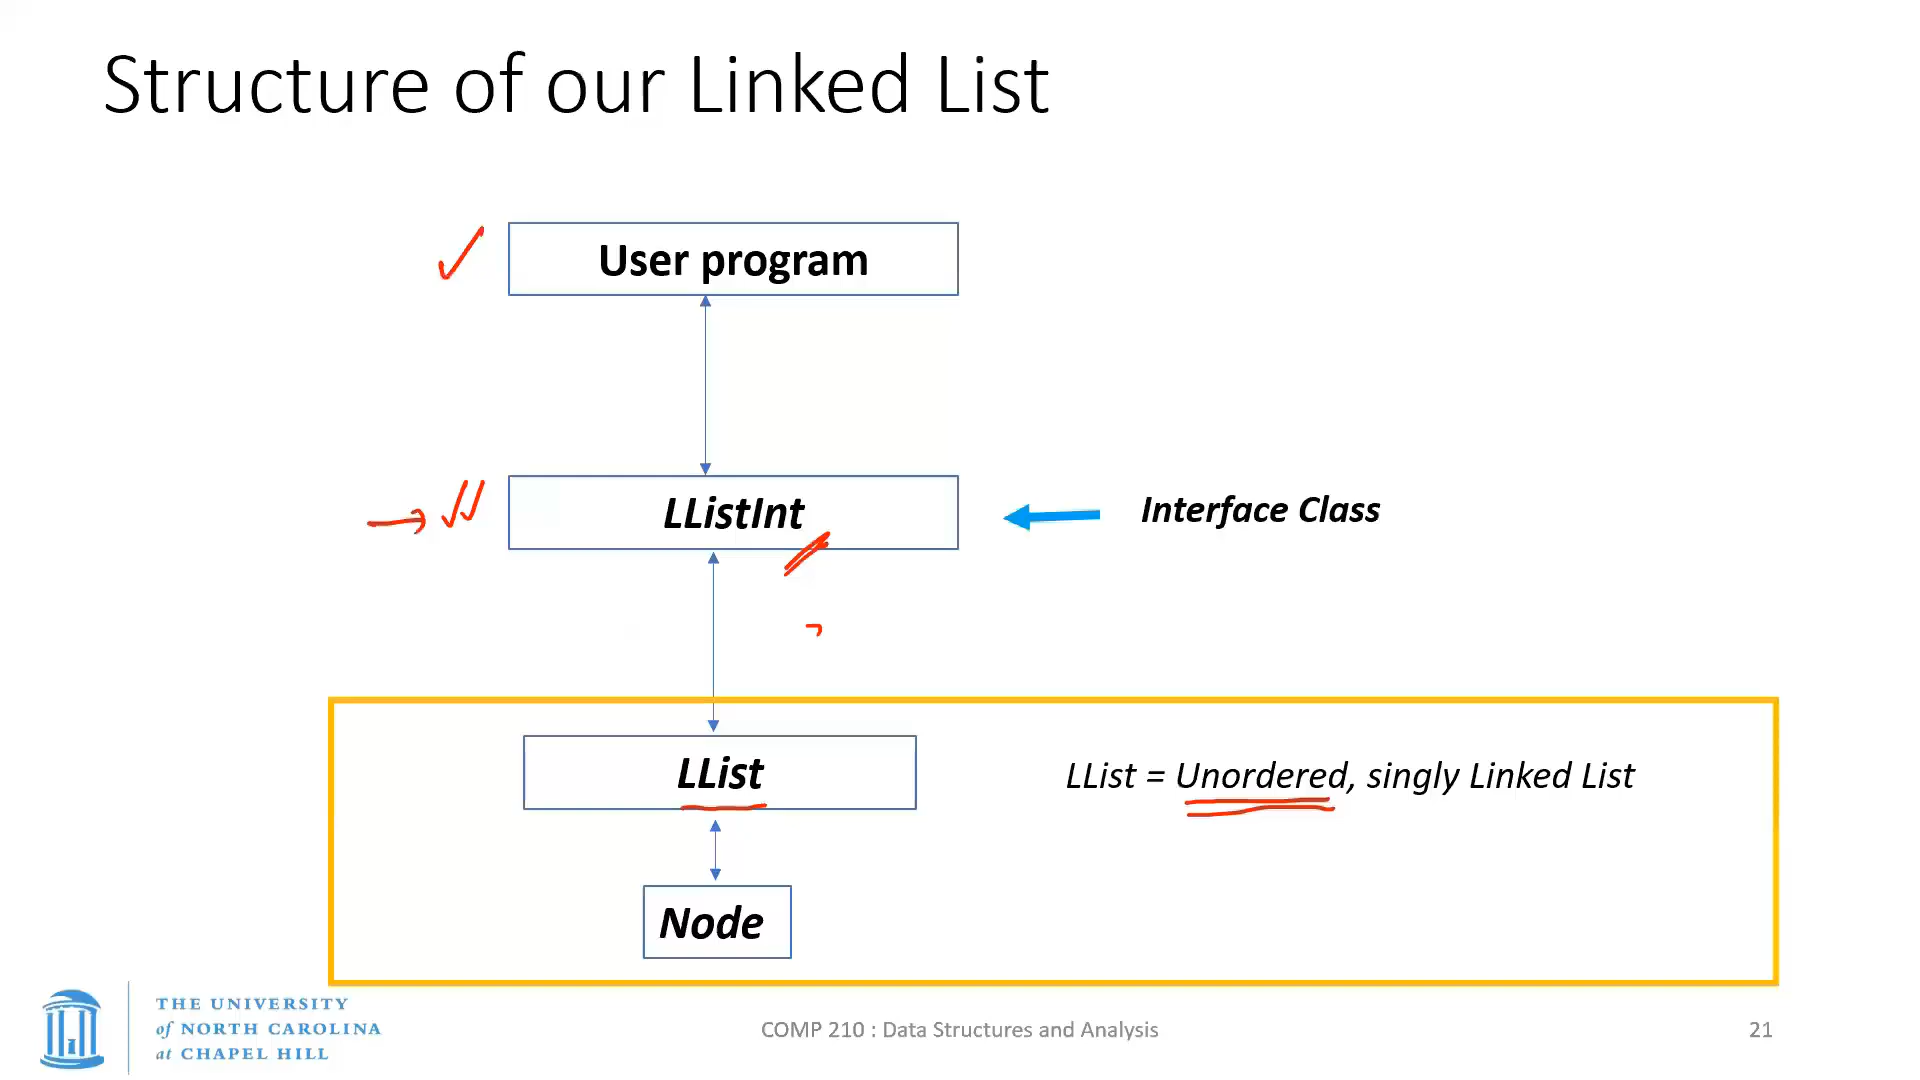 Structure of our Linked List
User program
LListInt
Interface Class
LList
LList = Unordered, singly Linked List
Node
THE UNIVERSITY
of NORTH CAROLINA
at CHAPEL HILL
COMP 210 : Data Structures and Analysis
21